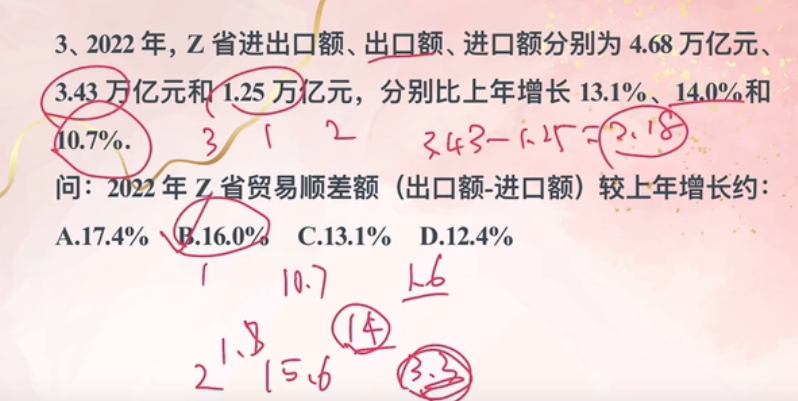 3、2022 年，Z 省进出口额、出口额、进口额分别为 4.68 万亿元、
3.43 万亿元和 1.25 万亿元，分别比上年增长 13.1%、14.0%和
10.7%.
3 1 2 3.43-1.25=2.18
问：2022 年 Z 省贸易顺差额（出口额-进口额）较上年增长约：
A.17.4% B.16.0% C.13.1% D.12.4%
1 10.7 1.6
14
1.8
2 15.6 3.3